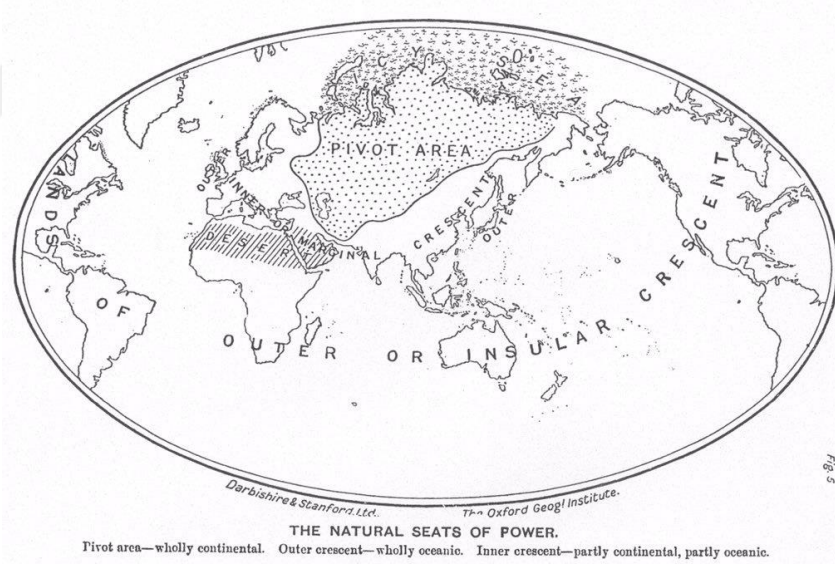 ICY SEA
PIVOT AREA
LANDS
OUTER
INNER OR MARGINAL
CRESCENT
OUTER
DESERT
OF
OUTER OR INSULAR CRESCENT
Fig. 5
Darbishire & Stanford. Ltd.
The Oxford Geogl Institute.
THE NATURAL SEATS OF POWER.
Pivot area—wholly continental. Outer crescent—wholly oceanic. Inner crescent—partly continental, partly oceanic.